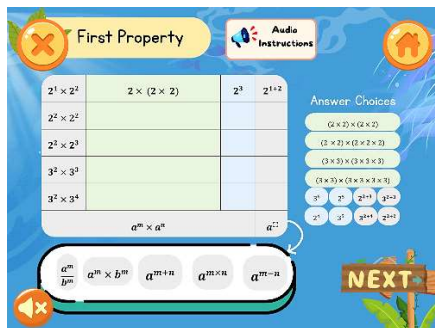 First Property
Audio
Instructions
2¹ × 2²
2 × (2 × 2)
2³
2¹⁺²
2² × 2²
2² × 2³
3² × 3³
3² × 3⁴
aᵐ × aⁿ
Answer Choices
(2 × 2) × (2 × 2)
(2 × 2) × (2 × 2 × 2)
(3 × 3) × (3 × 3 × 3)
(3 × 3) × (3 × 3 × 3 × 3)
2⁵ 3²⁺³
2⁴ 3⁵ 3²⁺⁴ 2²⁺²
aᵐ/bᵐ aᵐ × bᵐ aᵐ⁺ⁿ aᵐˣⁿ aᵐ⁻ⁿ
NEXT